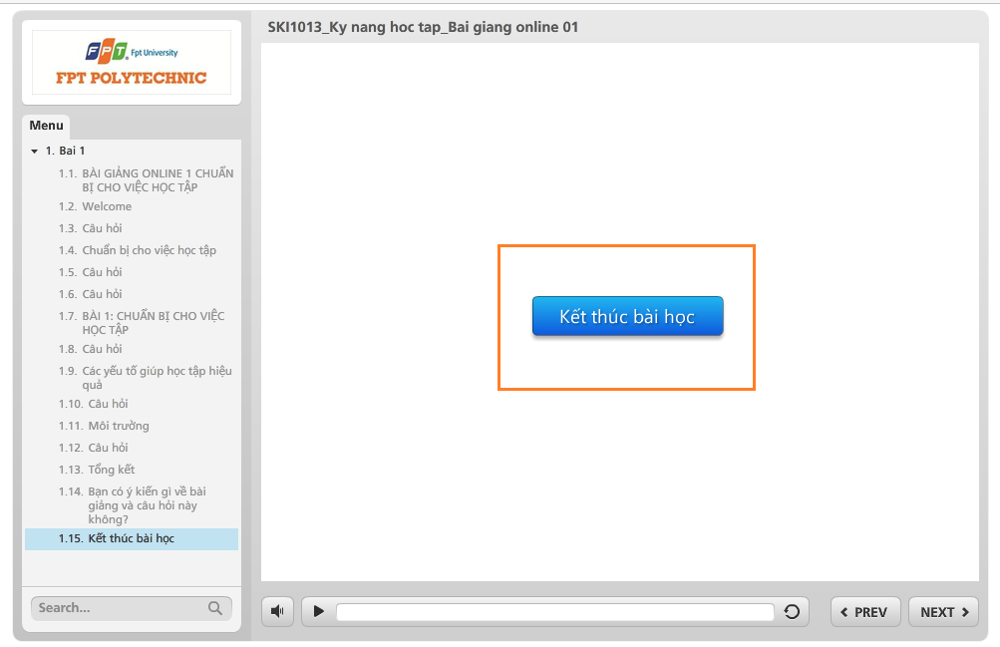 SKI1013_Ky nang hoc tap_Bai giang online 01
FPT. Fpt University
FPT POLYTECHNIC
Menu
1. Bai 1
1.1. BÀI GIẢNG ONLINE 1 CHUẨN
BỊ CHO VIỆC HỌC TẬP
1.2. Welcome
1.3. Câu hỏi
1.4. Chuẩn bị cho việc học tập
1.5. Câu hỏi
1.6. Câu hỏi
1.7. BÀI 1: CHUẨN BỊ CHO VIỆC
HỌC TẬP
1.8. Câu hỏi
1.9. Các yếu tố giúp học tập hiệu
quả
1.10. Câu hỏi
1.11. Môi trường
1.12. Câu hỏi
1.13. Tổng kết
1.14. Bạn có ý kiến gì về bài
giảng và câu hỏi này
không?
1.15. Kết thúc bài học
Search...
Kết thúc bài học
PREV
NEXT